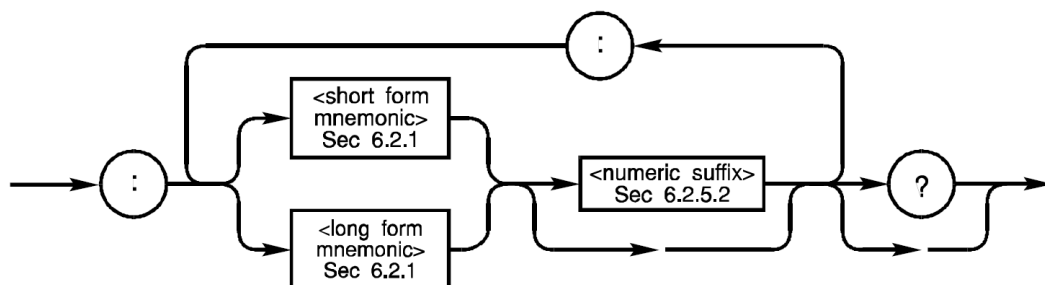 :
<short form
mnemonic>
Sec 6.2.1
:
<numeric suffix>
Sec 6.2.5.2
?
<long form
mnemonic>
Sec 6.2.1